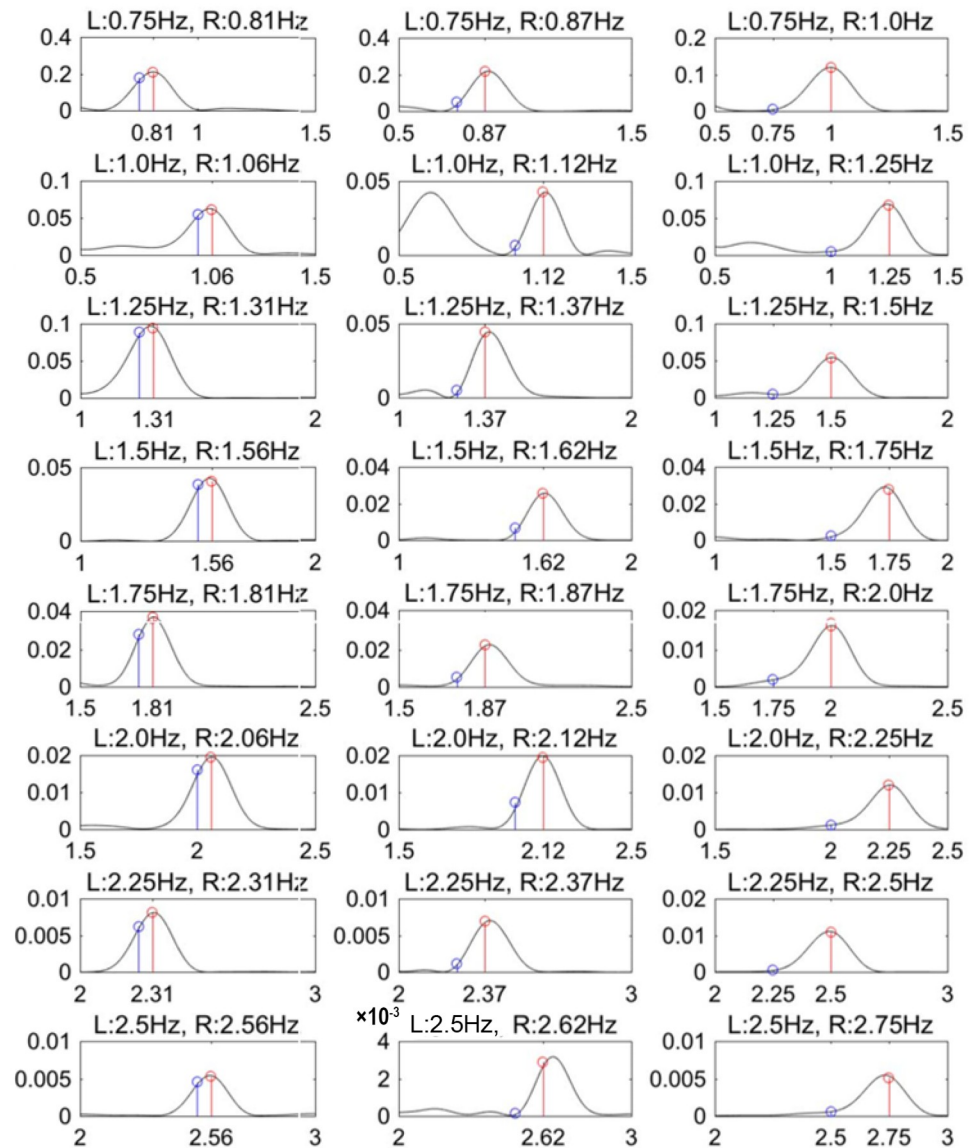 L:0.75Hz, R:0.81Hz L:0.75Hz, R:0.87Hz L:0.75Hz, R:1.0Hz
0.4 0.4 0.2
0.2 0.2 0.1
0 0 0
0.81 1 1.5 0.5 0.87 1.5 0.5 0.75 1 1.5
L:1.0Hz, R:1.06Hz L:1.0Hz, R:1.12Hz L:1.0Hz, R:1.25Hz
0.1 0.05 0.1
0.05 0.05
0 0 0
0.5 1.06 1.5 0.5 1.12 1.5 0.5 1 1.25 1.5
L:1.25Hz, R:1.31Hz L:1.25Hz, R:1.37Hz L:1.25Hz, R:1.5Hz
0.1 0.05 0.1
0.05 0.05
0 0 0
1 1.31 2 1 1.37 2 1 1.25 1.5 2
L:1.5Hz, R:1.56Hz L:1.5Hz, R:1.62Hz L:1.5Hz, R:1.75Hz
0.05 0.04 0.04
0.02 0.02
0 0 0
1 1.56 2 1 1.62 2 1 1.5 1.75 2
L:1.75Hz, R:1.81Hz L:1.75Hz, R:1.87Hz L:1.75Hz, R:2.0Hz
0.04 0.04 0.02
0.02 0.02 0.01
0 0 0
1.5 1.81 2.5 1.5 1.87 2.5 1.5 1.75 2 2.5
L:2.0Hz, R:2.06Hz L:2.0Hz, R:2.12Hz L:2.0Hz, R:2.25Hz
0.02 0.02 0.02
0.01 0.01 0.01
0 0 0
1.5 2 2.5 1.5 2.12 2.5 1.5 2 2.25 2.5
L:2.25Hz, R:2.31Hz L:2.25Hz, R:2.37Hz L:2.25Hz, R:2.5Hz
0.01 0.01 0.02
0.005 0.005 0.01
0 0 0
2 2.31 3 2 2.37 3 2 2.25 2.5 3
L:2.5Hz, R:2.56Hz ×10-3 L:2.5Hz, R:2.62Hz L:2.5Hz, R:2.75Hz
0.01 4 0.01
0.005 2 0.005
0 0 0
2 2.56 3 2 2.62 3 2 2.5 2.75 3